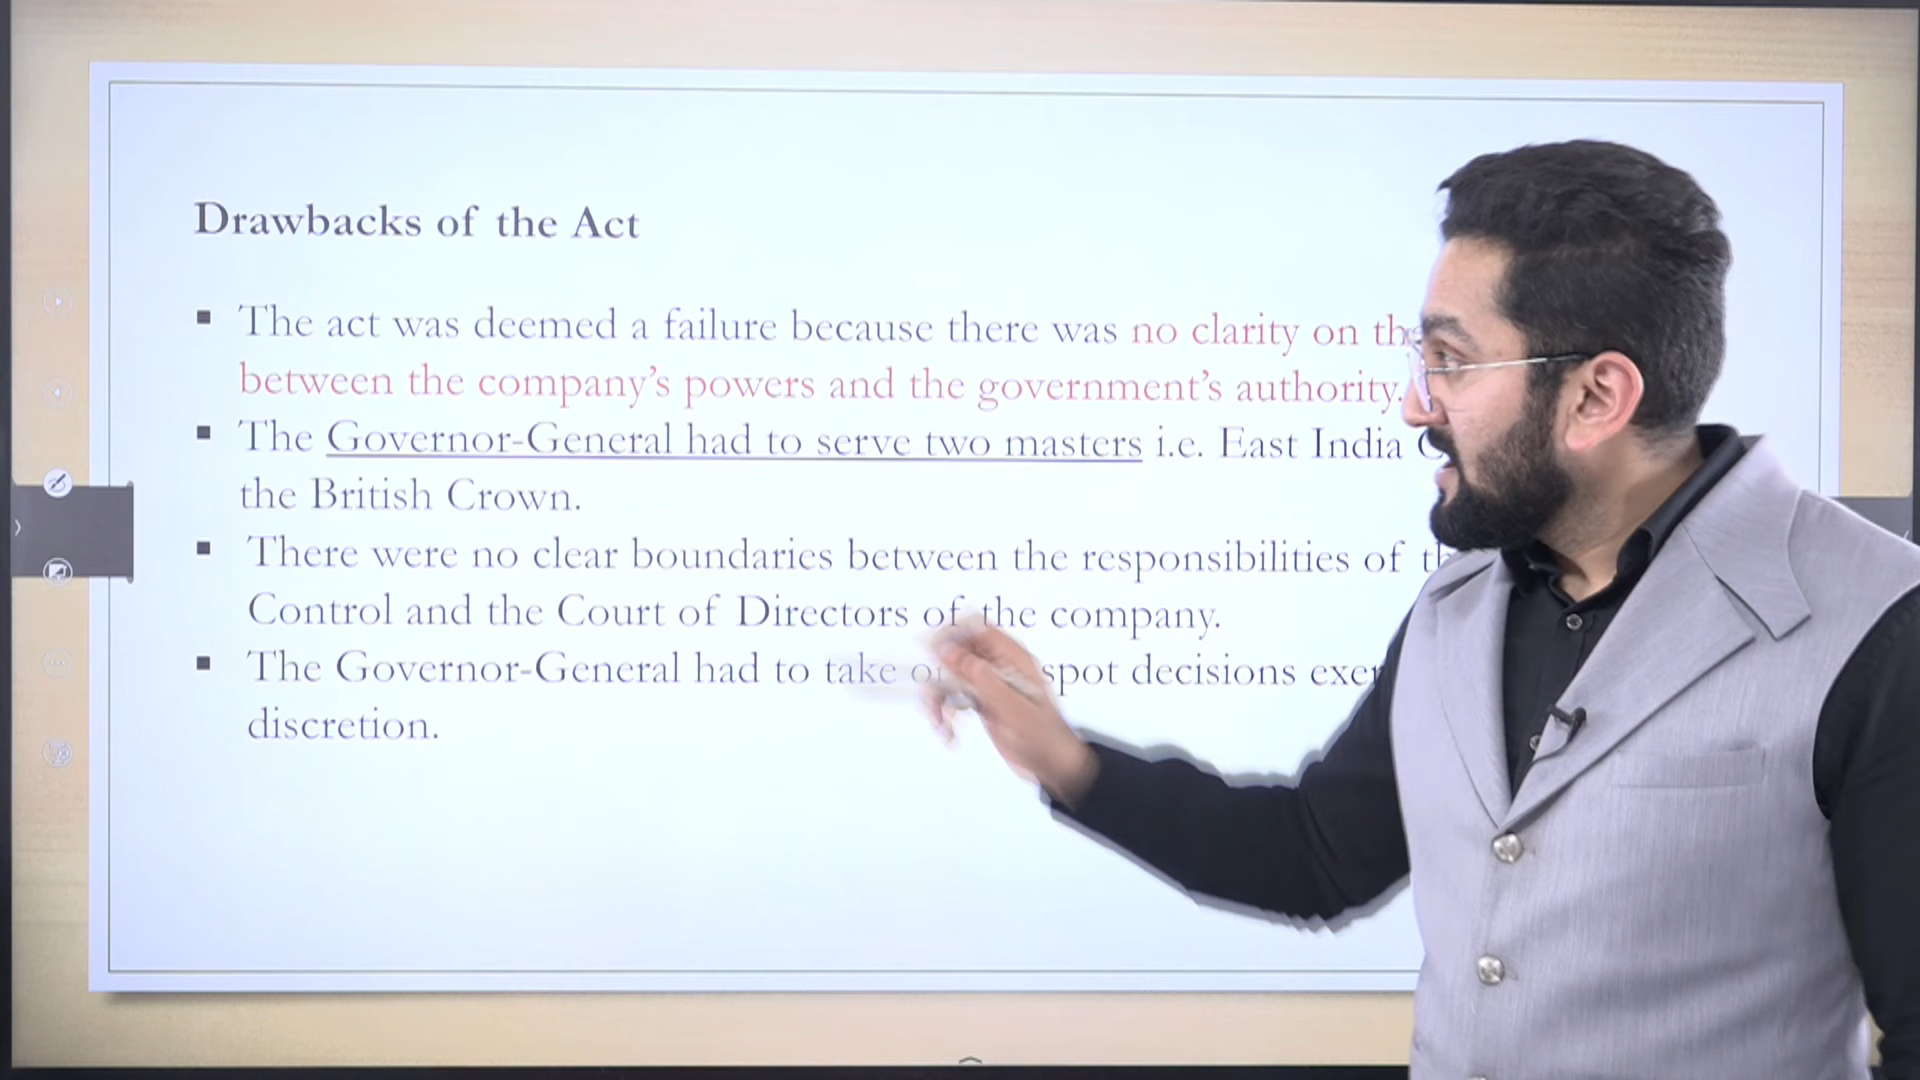 Drawbacks of the Act
▪ The act was deemed a failure because there was no clarity on the
between the company's powers and the government's authority.
▪ The Governor-General had to serve two masters i.e. East India
the British Crown.
▪ There were no clear boundaries between the responsibilities of
Control and the Court of Directors of the company.
▪ The Governor-General had to take spot decisions
discretion.